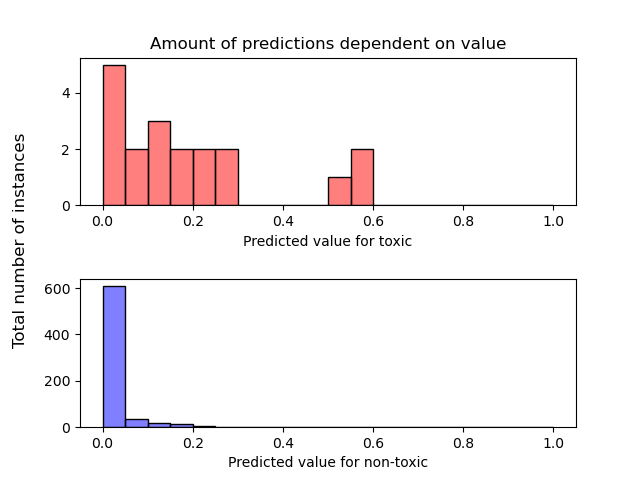 Amount of predictions dependent on value
Total number of instances
4
2
0
0.0 0.2 0.4 0.6 0.8 1.0
Predicted value for toxic
600
400
200
0
0.0 0.2 0.4 0.6 0.8 1.0
Predicted value for non-toxic